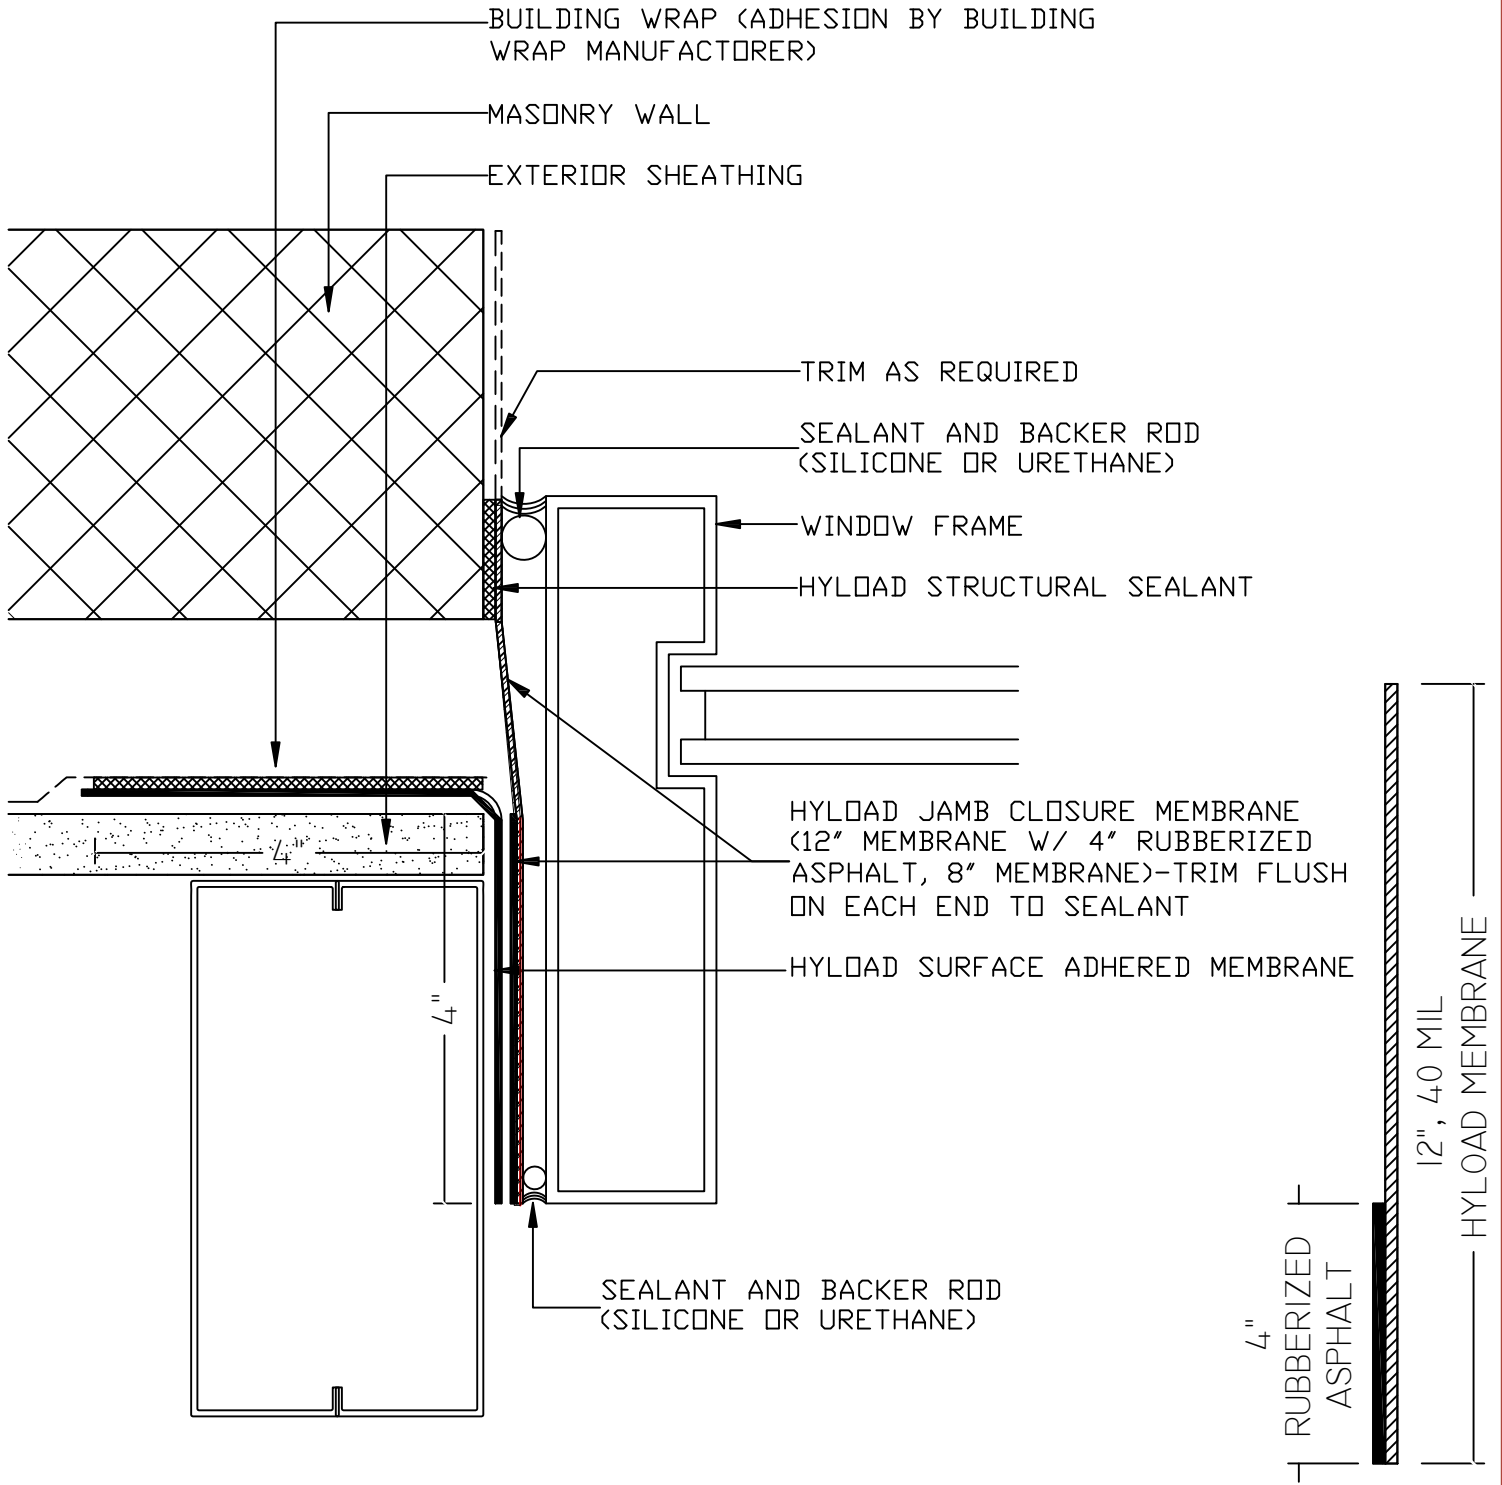 BUILDING WRAP (ADHESION BY BUILDING
WRAP MANUFACTORER)
MASONRY WALL
EXTERIOR SHEATHING
TRIM AS REQUIRED
SEALANT AND BACKER ROD
(SILICONE OR URETHANE)
WINDOW FRAME
HYLOAD STRUCTURAL SEALANT
HYLOAD JAMB CLOSURE MEMBRANE
(12" MEMBRANE W/ 4" RUBBERIZED
ASPHALT, 8" MEMBRANE)-TRIM FLUSH
ON EACH END TO SEALANT
HYLOAD SURFACE ADHERED MEMBRANE
4"
4"
SEALANT AND BACKER ROD
(SILICONE OR URETHANE)
4"
RUBBERIZED
ASPHALT
12", 40 MIL
HYLOAD MEMBRANE